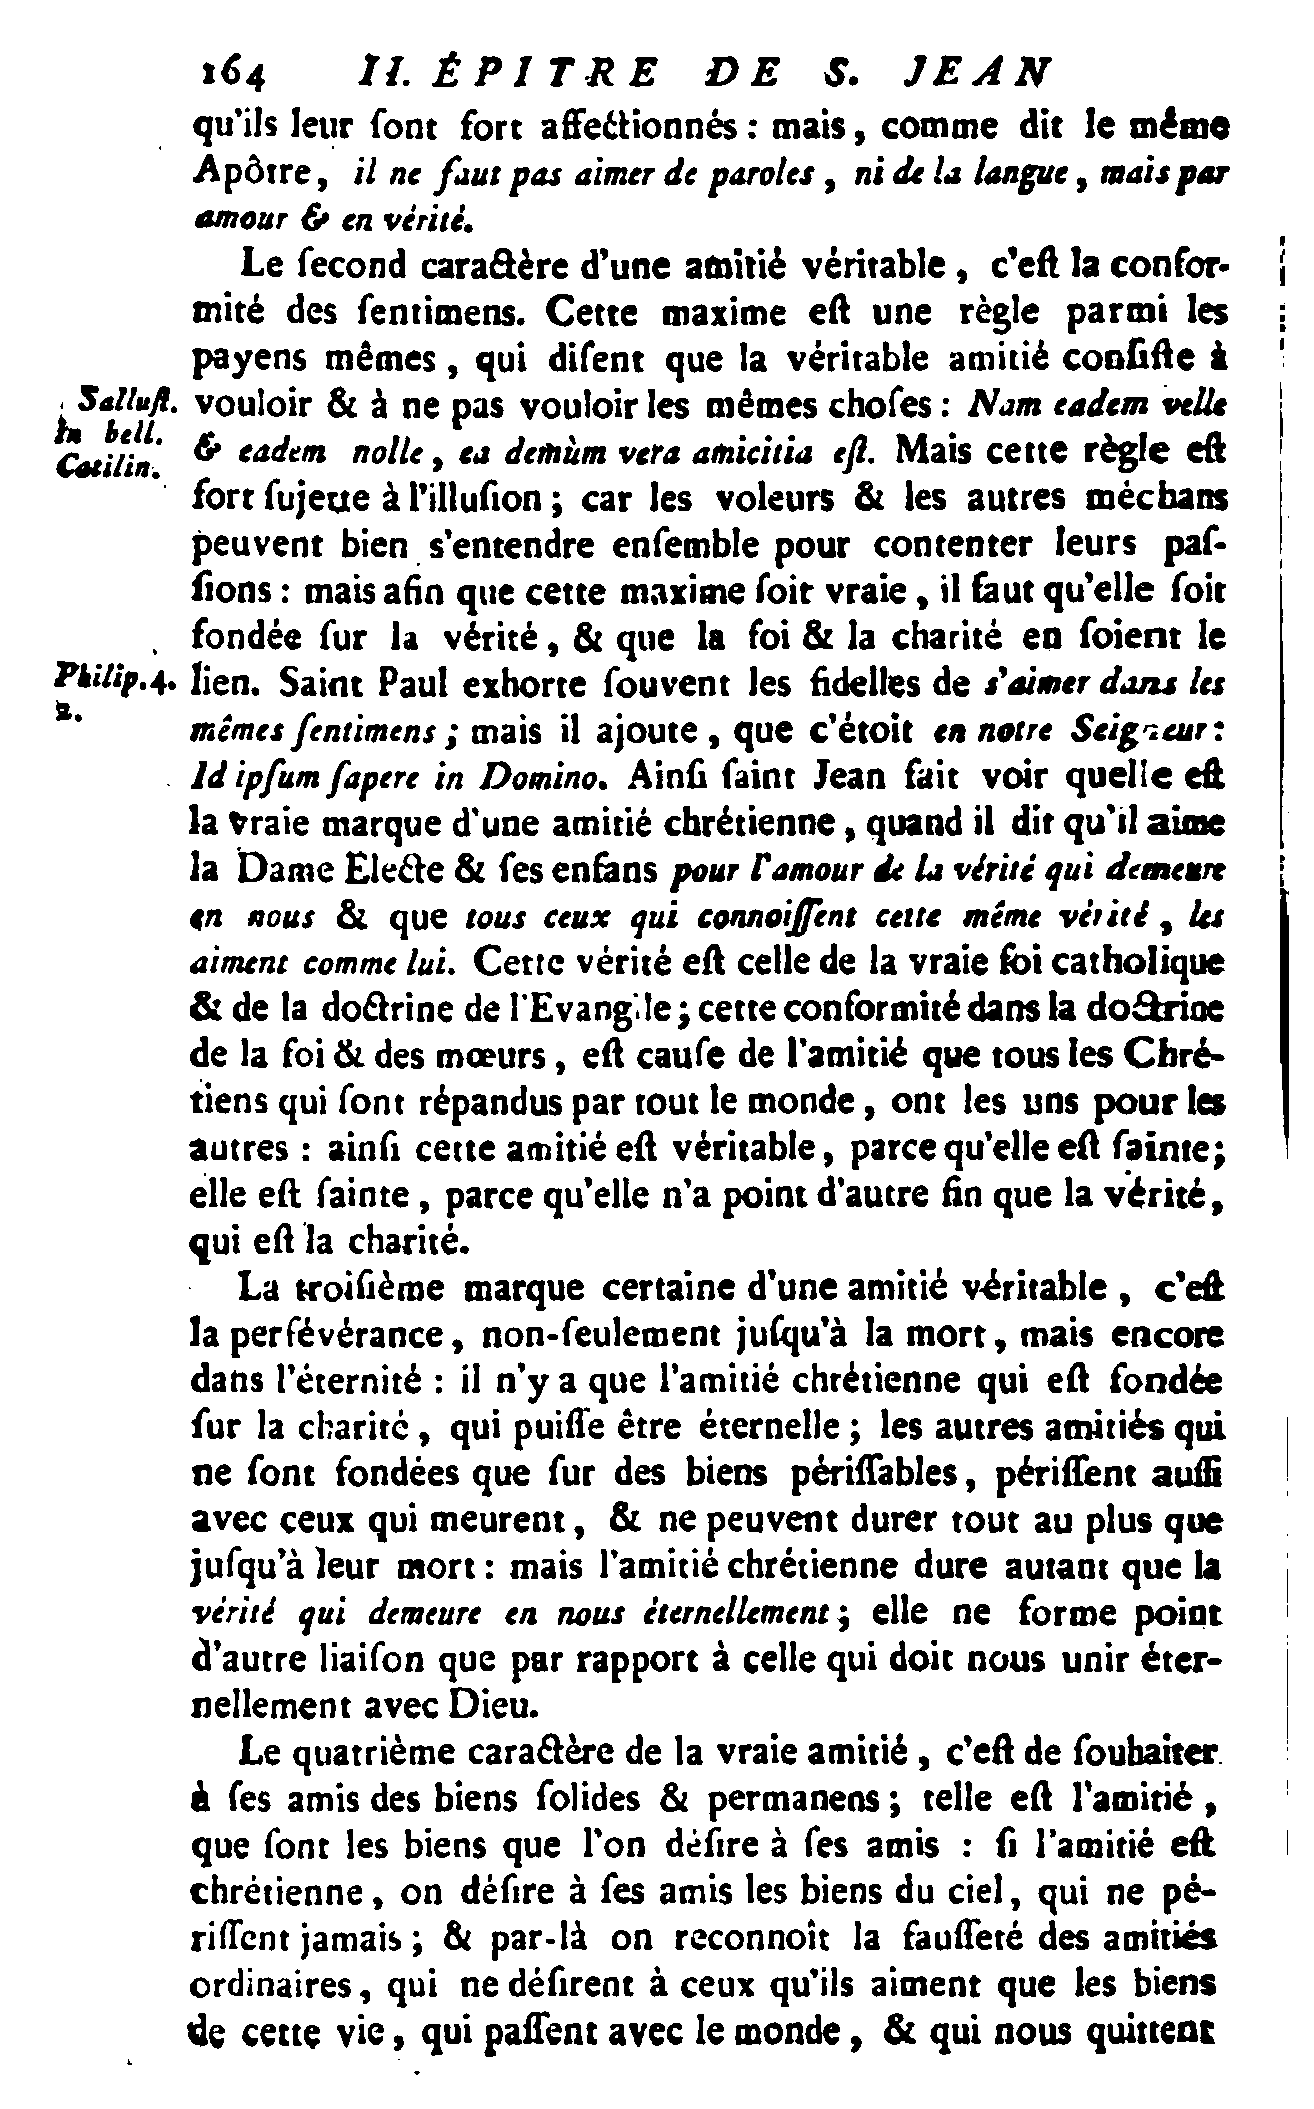 164 II. ÉPITRE DE S. JEAN
qu'ils leur ſont fort affectionnés : mais, comme dit le même
Apôtre, il ne faut pas aimer de paroles, ni de la langue, mais par
amour & en vérité.
Le ſecond caractère d'une amitié véritable, c'eſt la confor-
mité des ſentimens. Cette maxime eſt une règle parmi les
payens mêmes, qui diſent que la véritable amitié conſiſte à
Salluſt. vouloir & à ne pas vouloir les mêmes choſes : Nam eadem velle
In bell. & eadem nolle, ea demùm vera amicitia eſt. Mais cette règle eſt
Catilin. fort ſujette à l'illuſion ; car les voleurs & les autres méchans
peuvent bien s'entendre enſemble pour contenter leurs paſ-
ſions : mais afin que cette maxime ſoit vraie, il faut qu'elle ſoit
fondée ſur la vérité, & que la foi & la charité en ſoient le
Philip. 4. lien. Saint Paul exhorte ſouvent les fidelles de s'aimer dans les
2. mêmes ſentimens ; mais il ajoute, que c'étoit en notre Seigneur :
Id ipſum ſapere in Domino. Ainſi ſaint Jean fait voir quelle eſt
la vraie marque d'une amitié chrétienne, quand il dit qu'il aime
la Dame Electe & ſes enfans pour l'amour de la vérité qui demeure
en nous & que tous ceux qui connoiſſent cette même vérité, les
aiment comme lui. Cette vérité eſt celle de la vraie foi catholique
& de la doctrine de l'Evangile ; cette conformité dans la doctrine
de la foi & des mœurs, eſt cauſe de l'amitié que tous les Chré-
tiens qui ſont répandus par tout le monde, ont les uns pour les
autres : ainſi cette amitié eſt véritable, parce qu'elle eſt ſainte ;
elle eſt ſainte, parce qu'elle n'a point d'autre fin que la vérité,
qui eſt la charité.
La troiſième marque certaine d'une amitié véritable, c'eſt
la perſévérance, non-ſeulement juſqu'à la mort, mais encore
dans l'éternité : il n'y a que l'amitié chrétienne qui eſt fondée
ſur la charité, qui puiſſe être éternelle ; les autres amitiés qui
ne ſont fondées que ſur des biens périſſables, périſſent auſſi
avec ceux qui meurent, & ne peuvent durer tout au plus que
juſqu'à leur mort : mais l'amitié chrétienne dure autant que la
vérité qui demeure en nous éternellement ; elle ne forme point
d'autre liaiſon que par rapport à celle qui doit nous unir éter-
nellement avec Dieu.
Le quatrième caractère de la vraie amitié, c'eſt de ſouhaiter
à ſes amis des biens ſolides & permanens ; telle eſt l'amitié,
que ſont les biens que l'on déſire à ſes amis : ſi l'amitié eſt
chrétienne, on déſire à ſes amis les biens du ciel, qui ne pé-
riſſent jamais ; & par-là on reconnoît la fauſſeté des amitiés
ordinaires, qui ne déſirent à ceux qu'ils aiment que les biens
de cette vie, qui paſſent avec le monde, & qui nous quittent